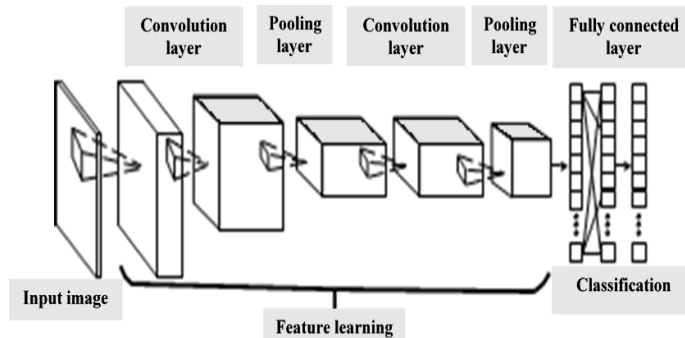 Convolution
layer
Pooling
layer
Convolution
layer
Pooling
layer
Fully connected
layer
Input image
Feature learning
Classification